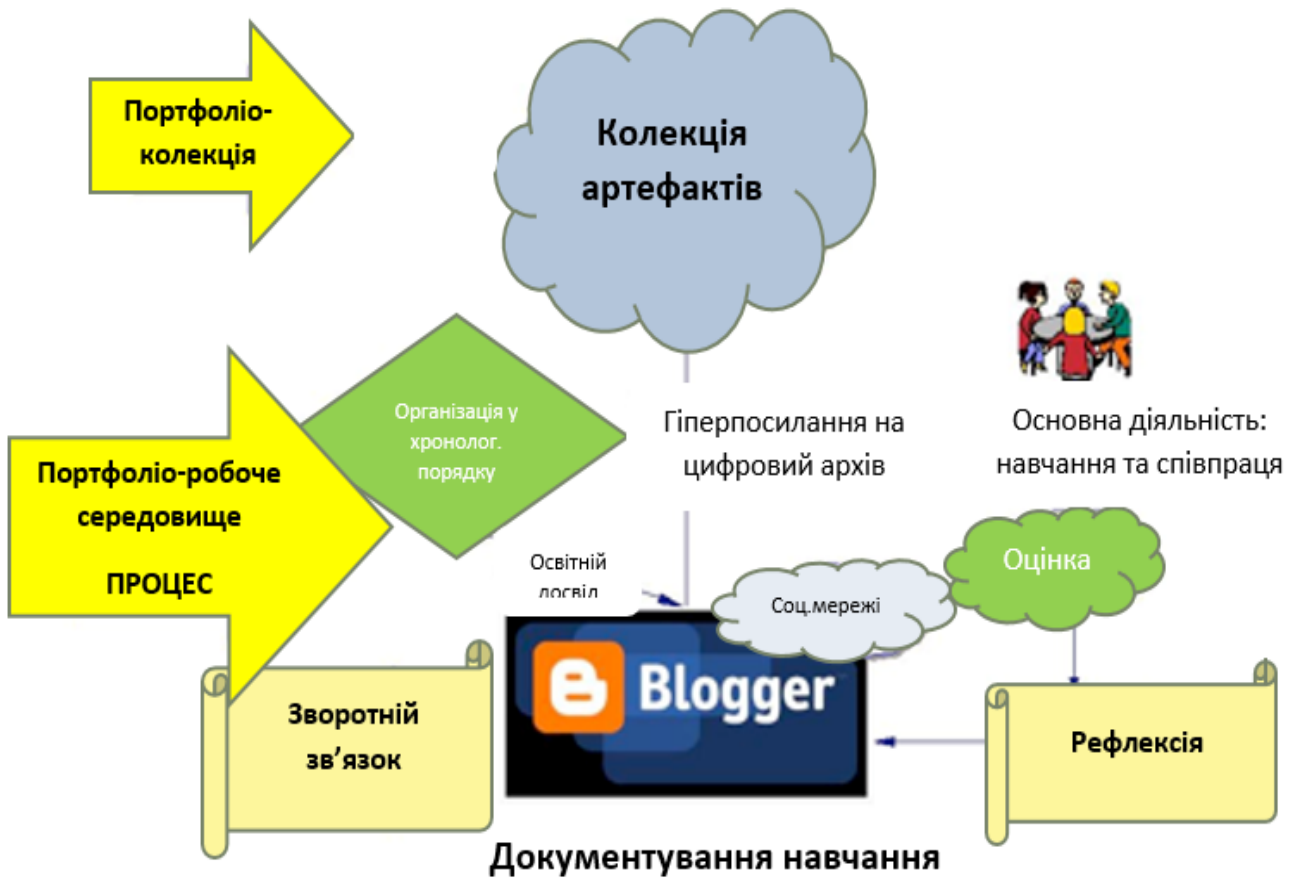 Портфоліо-
колекція
Колекція
артефактів
Організація у
хронолог.
порядку
Гіперпосилання на
цифровий архів
Основна діяльність:
навчання та співпраця
Портфоліо-робоче
середовище
ПРОЦЕС
Освітній
досвід
Соц.мережі
Оцінка
Зворотній
зв’язок
Blogger
Рефлексія
Документування навчання